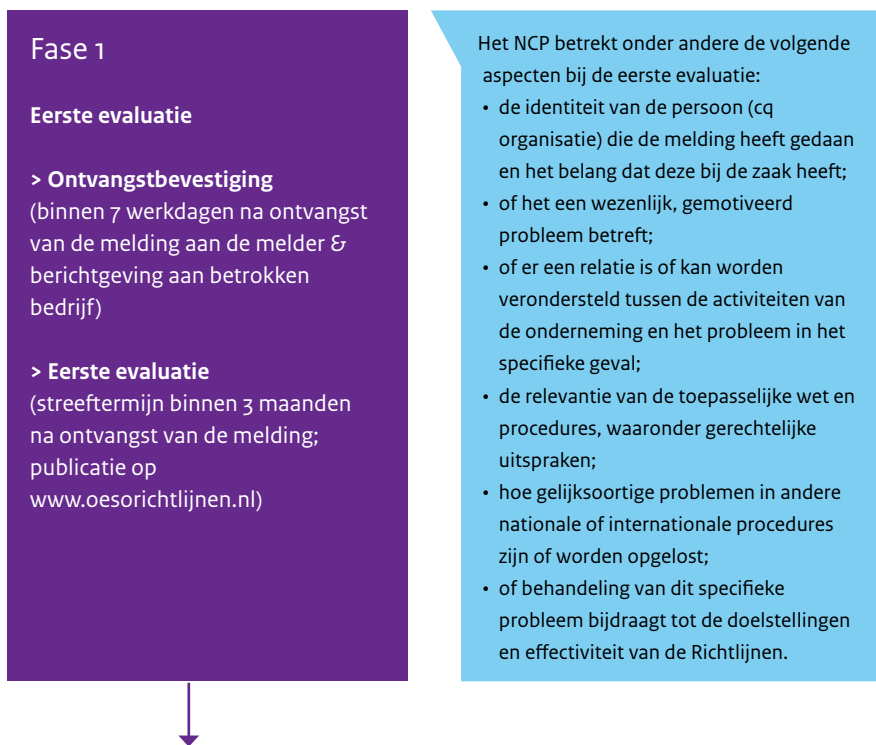 Fase 1
Eerste evaluatie
> Ontvangstbevestiging
(binnen 7 werkdagen na ontvangst
van de melding aan de melder &
berichtgeving aan betrokken
bedrijf)
> Eerste evaluatie
(streeftermijn binnen 3 maanden
na ontvangst van de melding;
publicatie op
www.oesorichtlijnen.nl)
Het NCP betrekt onder andere de volgende
aspecten bij de eerste evaluatie:
• de identiteit van de persoon (cq
organisatie) die de melding heeft gedaan
en het belang dat deze bij de zaak heeft;
• of het een wezenlijk, gemotiveerd
probleem betreft;
• of er een relatie is of kan worden
verondersteld tussen de activiteiten van
de onderneming en het probleem in het
specifieke geval;
• de relevantie van de toepasselijke wet en
procedures, waaronder gerechtelijke
uitspraken;
• hoe gelijksoortige problemen in andere
nationale of internationale procedures
zijn of worden opgelost;
• of behandeling van dit specifieke
probleem bijdraagt tot de doelstellingen
en effectiviteit van de Richtlijnen.